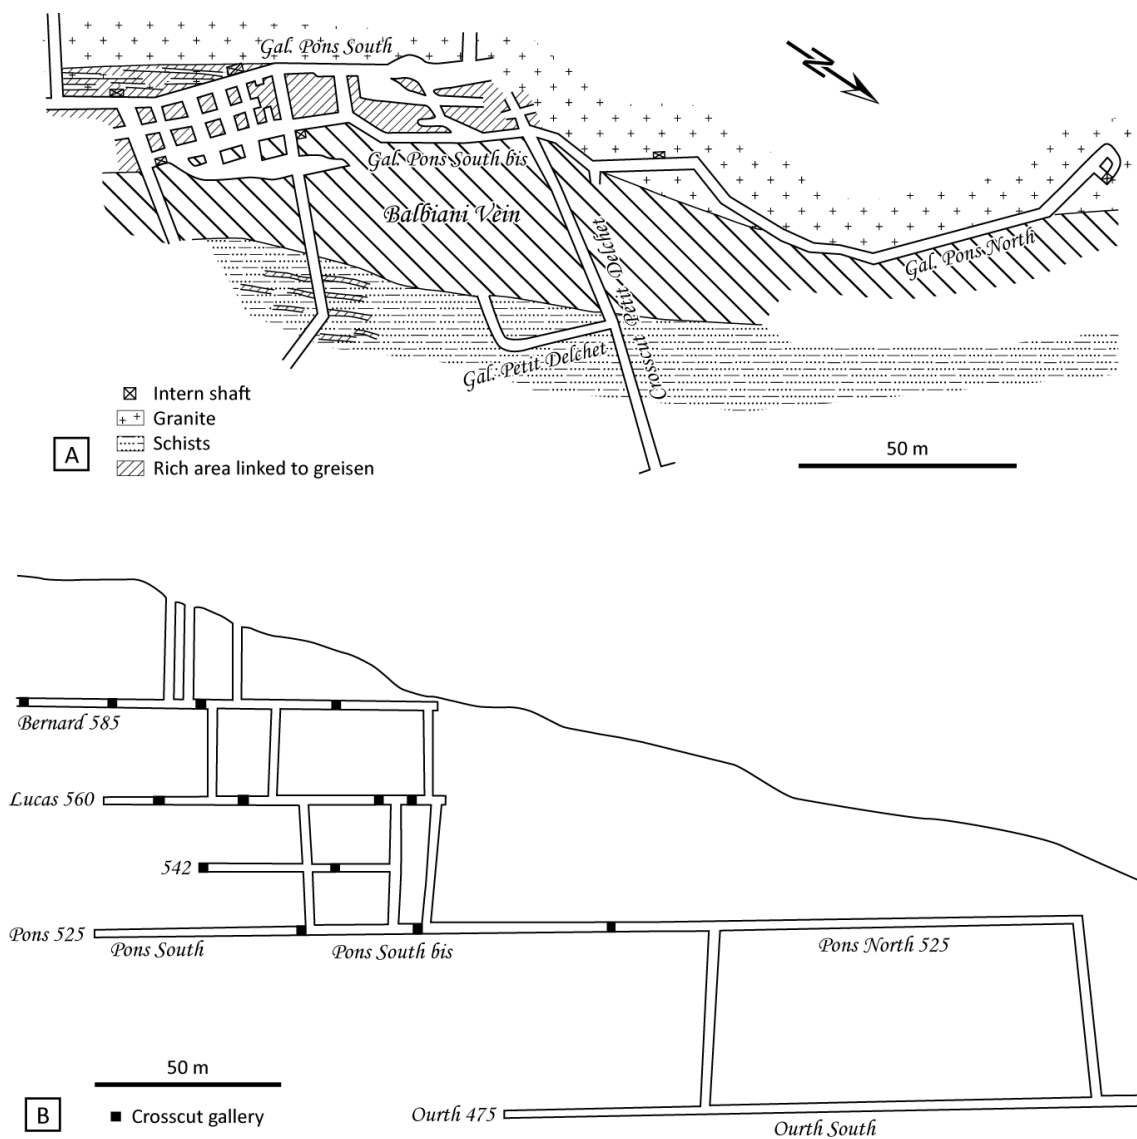 Gal. Pons South
N
Gal. Pons South bis
Balbiani Vein
Crosscut Petit-Delchet
Gal. Pons North
Gal. Petit Delchet
Intern shaft
Granite
Schists
Rich area linked to greisen
A
50 m
Bernard 585
Lucas 560
542
Pons 525
Pons South
Pons South bis
Pons North 525
50 m
Crosscut gallery
B
Ourth 475
Ourth South